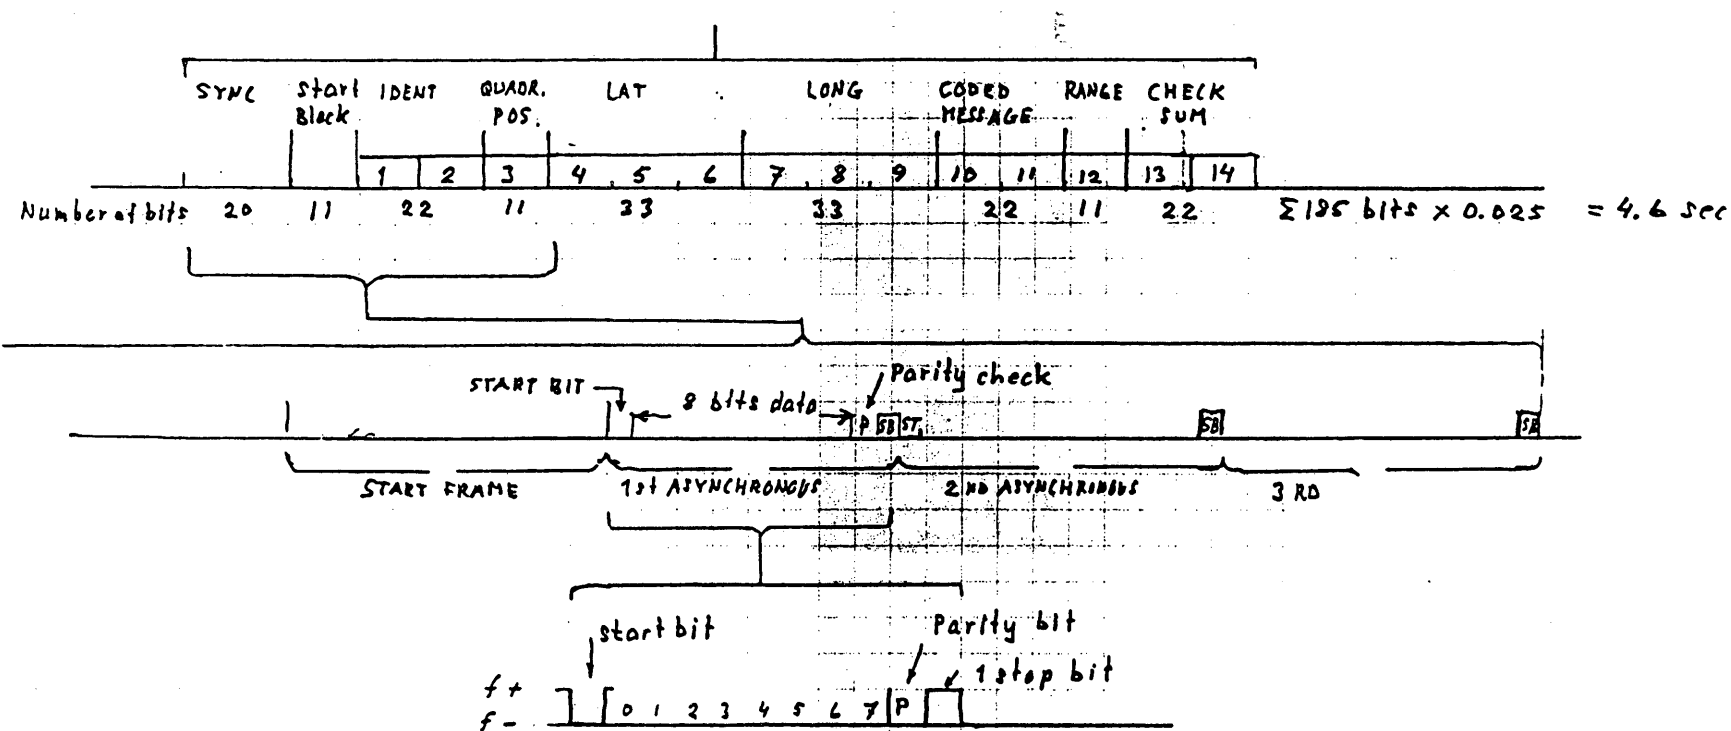 SYNC Start IDENT QUADR. LAT LONG CODED RANGE CHECK
Block POS. MESSAGE SUM
1 2 3 4 5 6 7 8 9 10 11 12 13 14
Number of bits 20 11 22 11 33 33 22 11 22 Σ185 bits × 0.025 = 4.6 sec
Parity check
START BIT 8 bits data
P SB ST SB SB
START FRAME 1st ASYNCHRONOUS 2ND ASYNCHRONOUS 3RD
start bit Parity bit
1 stop bit
f+
0 1 2 3 4 5 6 7 P
f-